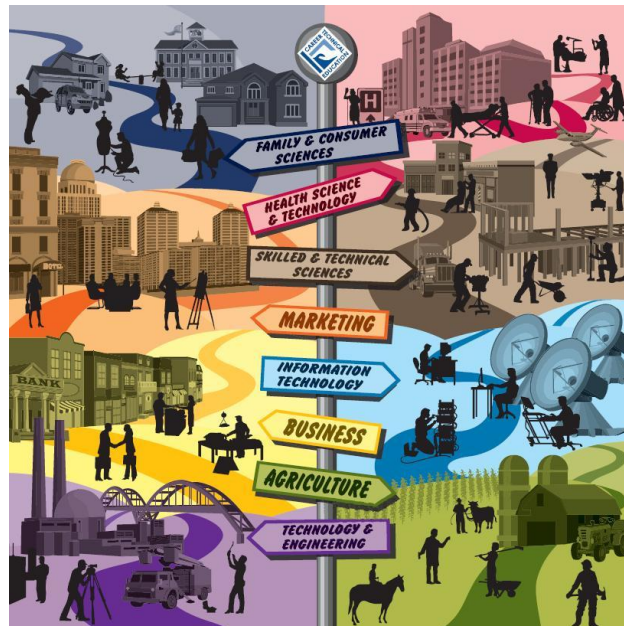 CAREER TECHNICAL EDUCATION
H
FAMILY & CONSUMER
SCIENCES
HEALTH SCIENCE
& TECHNOLOGY
SKILLED & TECHNICAL
SCIENCES
HOTEL
MARKETING
INFORMATION
TECHNOLOGY
BANK
BUSINESS
AGRICULTURE
TECHNOLOGY &
ENGINEERING